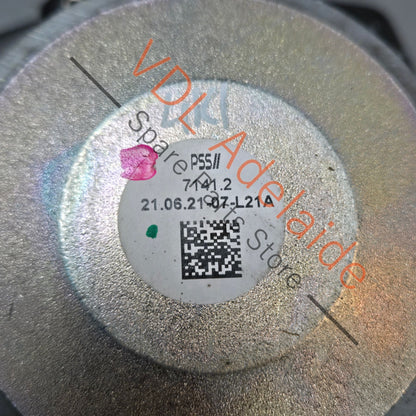 PSS//
7141.2
21.06.21-07-L21A
VDL Adelaide
Spare Parts Store